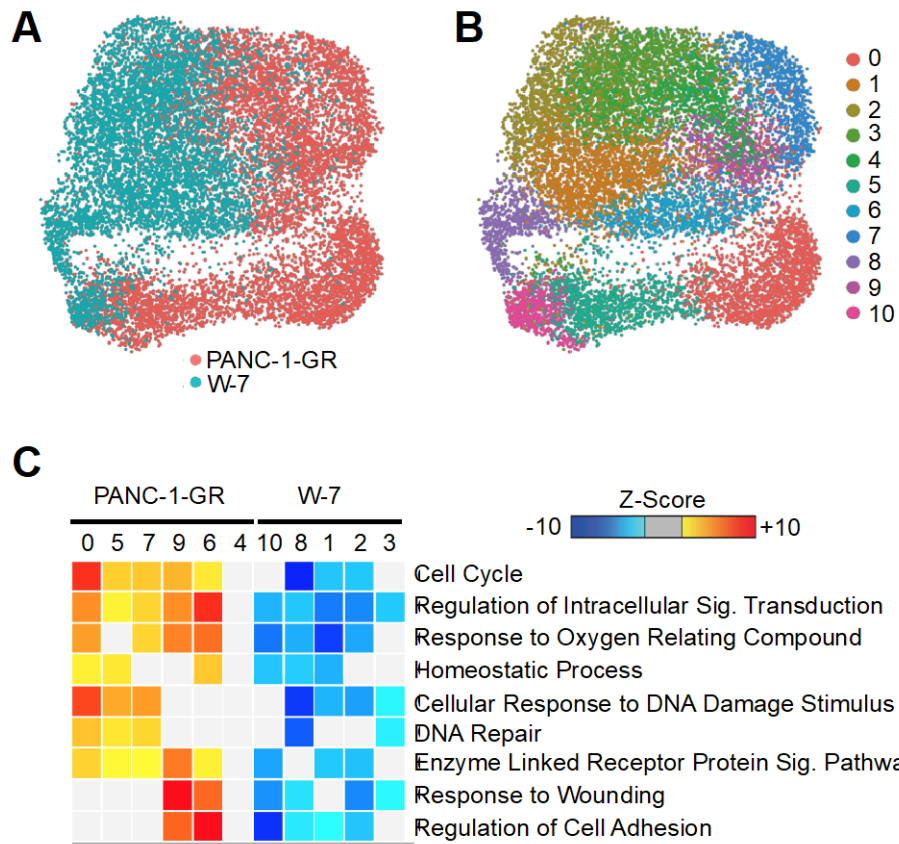 A
PANC-1-GR
W-7
B
0
1
2
3
4
5
6
7
8
9
10
C
PANC-1-GR W-7
0 5 7 9 6 4 10 8 1 2 3
Z-Score
-10 +10
Cell Cycle
Regulation of Intracellular Sig. Transduction
Response to Oxygen Relating Compound
Homeostatic Process
Cellular Response to DNA Damage Stimulus
DNA Repair
Enzyme Linked Receptor Protein Sig. Pathwa
Response to Wounding
Regulation of Cell Adhesion